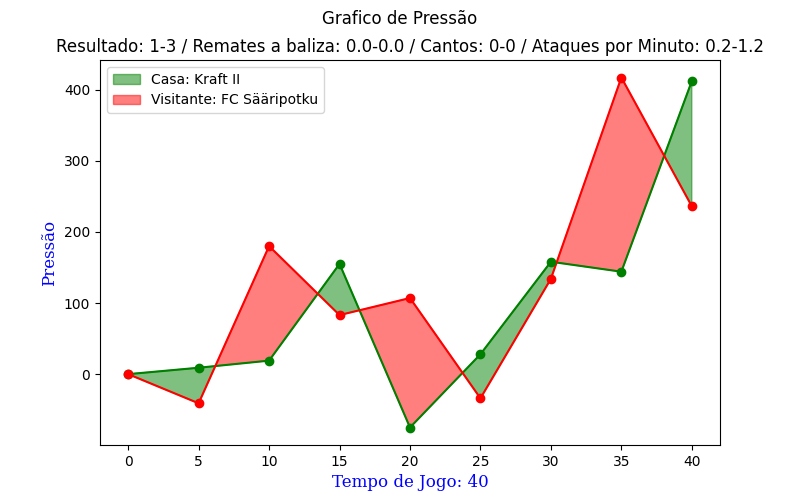 Grafico de Pressão
Resultado: 1-3 / Remates a baliza: 0.0-0.0 / Cantos: 0-0 / Ataques por Minuto: 0.2-1.2
Casa: Kraft II
Visitante: FC Sääripotku
400
300
200
100
0
Pressão
0 5 10 15 20 25 30 35 40
Tempo de Jogo: 40